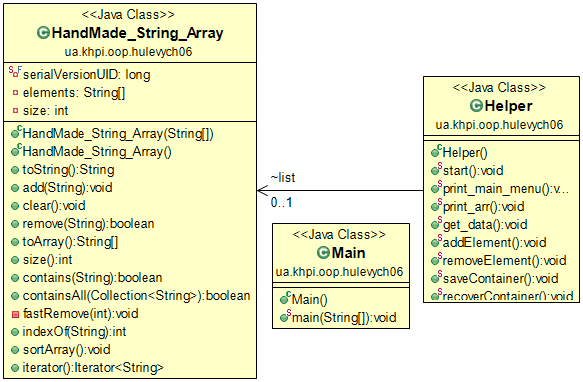 <<Java Class>>
HandMade_String_Array
ua.khpi.oop.hulevych06
serialVersionUID: long
elements: String[]
size: int
HandMade_String_Array(String[])
HandMade_String_Array()
toString():String
add(String):void
clear():void
remove(String):boolean
toArray():String[]
size():int
contains(String):boolean
containsAll(Collection<String>):boolean
fastRemove(int):void
indexOf(String):int
sortArray():void
iterator():Iterator<String>
~list
0..1
<<Java Class>>
Main
ua.khpi.oop.hulevych06
Main()
main(String[]):void
<<Java Class>>
Helper
ua.khpi.oop.hulevych06
Helper()
start():void
print_main_menu():v...
print_arr():void
get_data():void
addElement():void
removeElement():void
saveContainer():void
recoverContainer():void